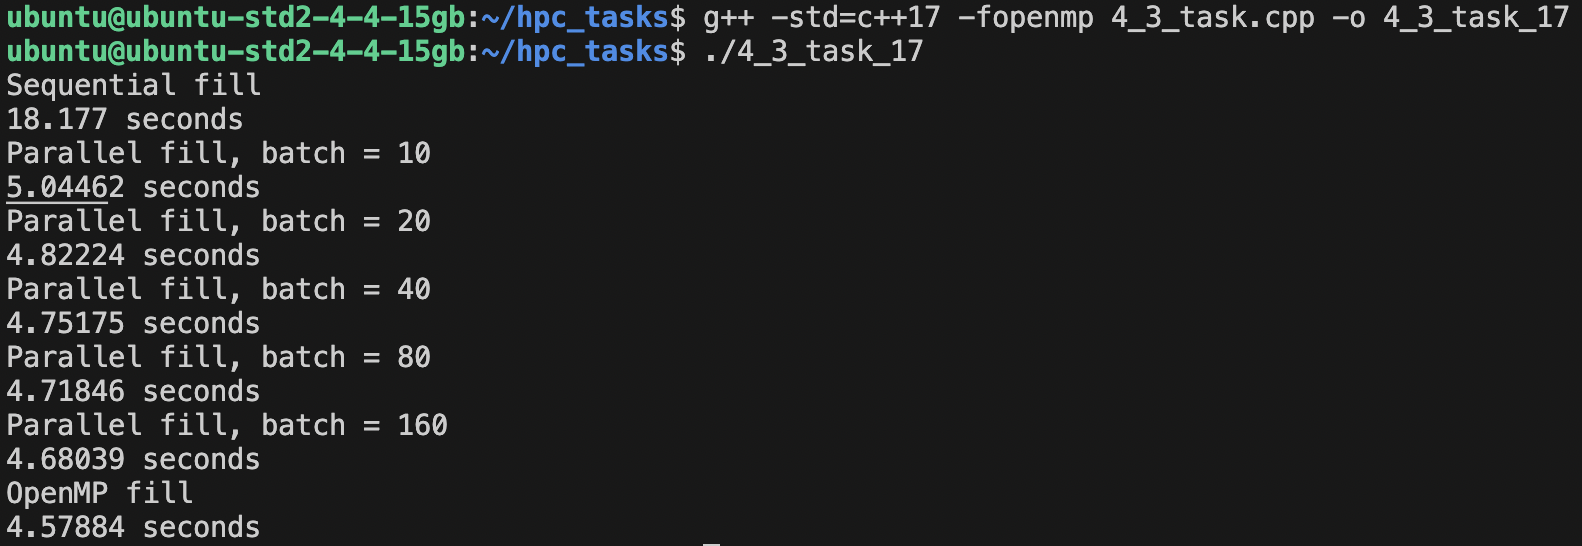 ubuntu@ubuntu-std2-4-4-15gb:~/hpc_tasks$ g++ -std=c++17 -fopenmp 4_3_task.cpp -o 4_3_task_17
ubuntu@ubuntu-std2-4-4-15gb:~/hpc_tasks$ ./4_3_task_17
Sequential fill
18.177 seconds
Parallel fill, batch = 10
5.04462 seconds
Parallel fill, batch = 20
4.82224 seconds
Parallel fill, batch = 40
4.75175 seconds
Parallel fill, batch = 80
4.71846 seconds
Parallel fill, batch = 160
4.68039 seconds
OpenMP fill
4.57884 seconds